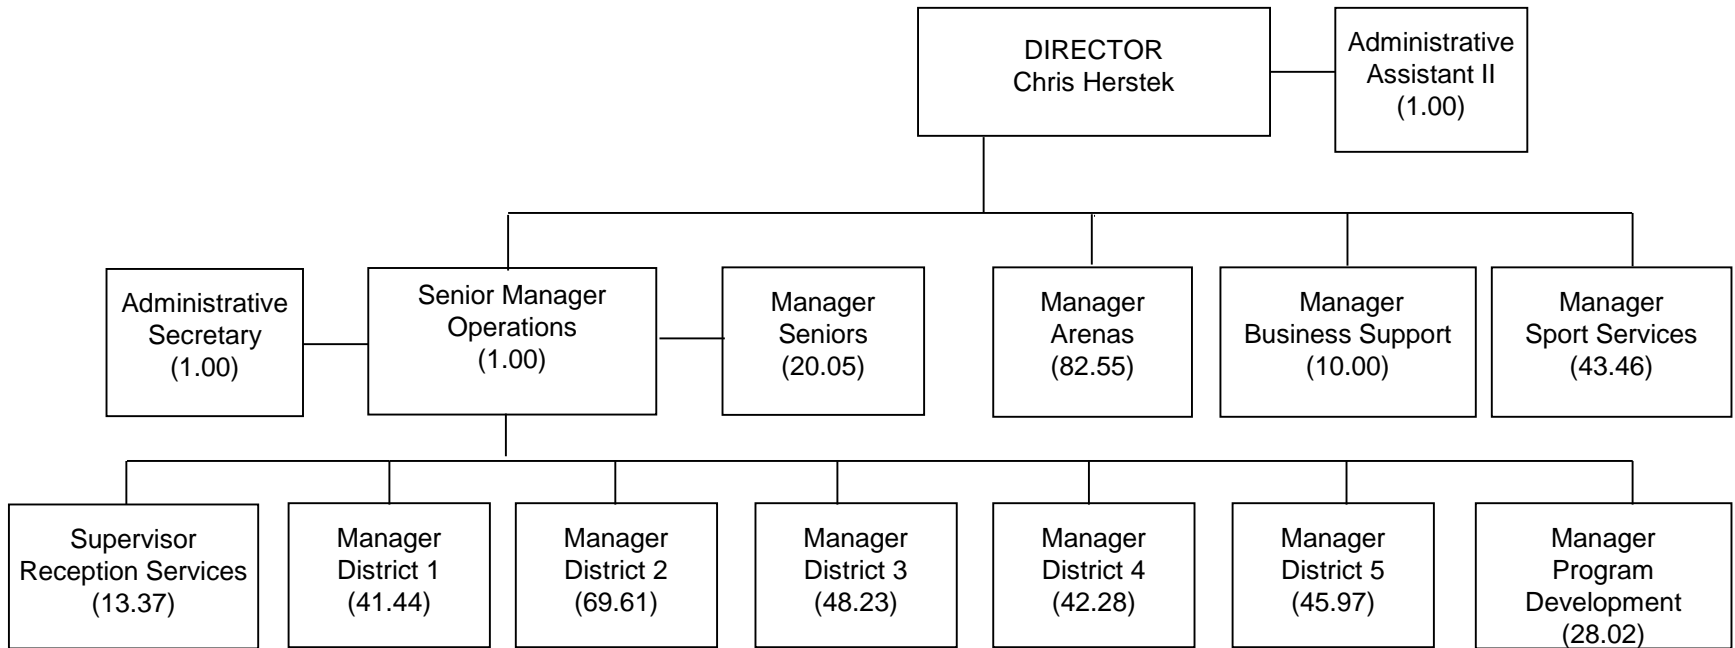 DIRECTOR
Chris Herstek
Administrative
Assistant II
(1.00)
Administrative
Secretary
(1.00)
Senior Manager
Operations
(1.00)
Manager
Seniors
(20.05)
Manager
Arenas
(82.55)
Manager
Business Support
(10.00)
Manager
Sport Services
(43.46)
Supervisor
Reception Services
(13.37)
Manager
District 1
(41.44)
Manager
District 2
(69.61)
Manager
District 3
(48.23)
Manager
District 4
(42.28)
Manager
District 5
(45.97)
Manager
Program
Development
(28.02)